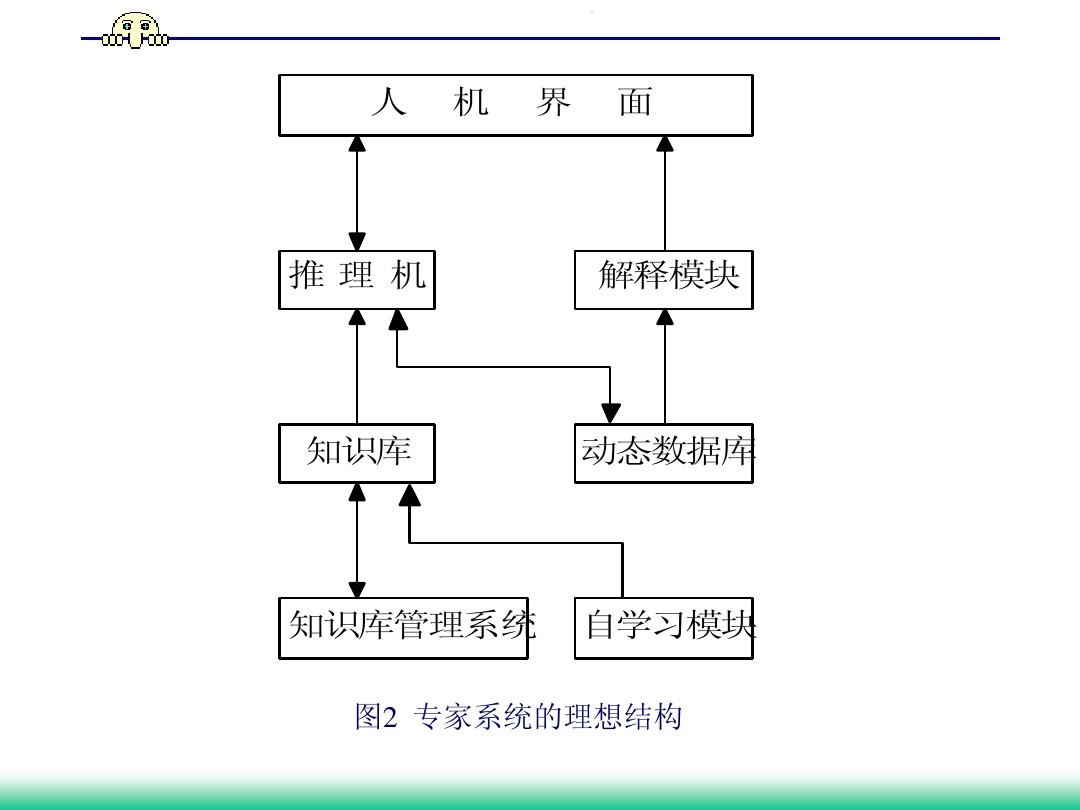 人 机 界 面
推 理 机
解释模块
知识库
动态数据库
知识库管理系统
自学习模块
图2 专家系统的理想结构